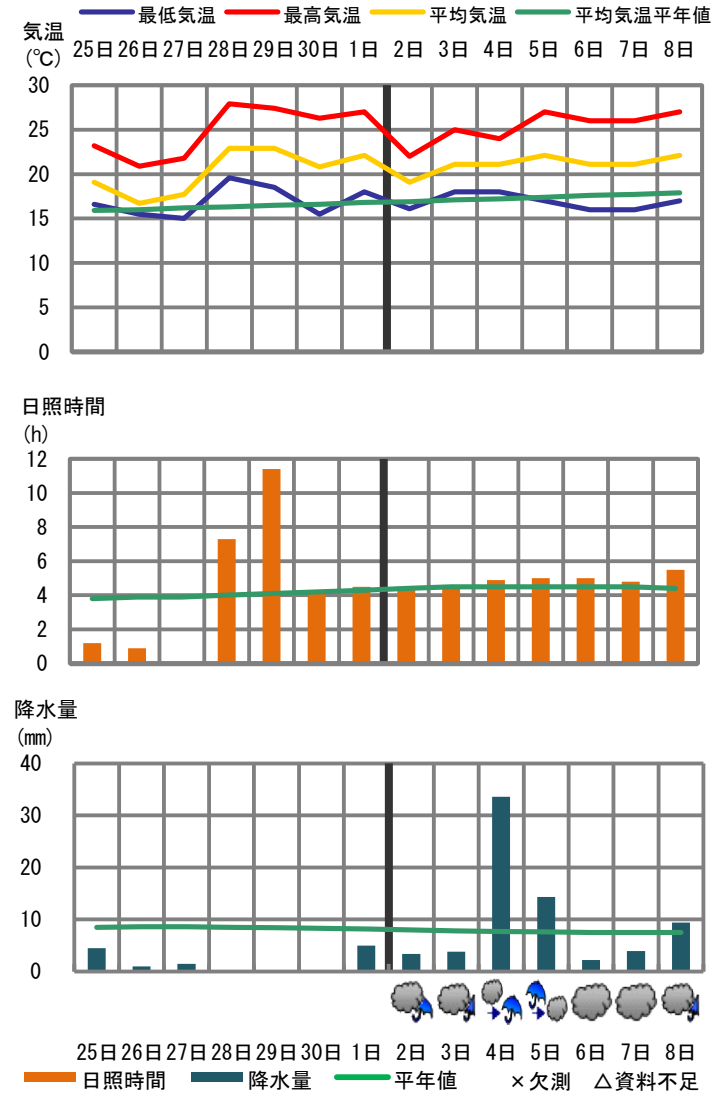 最低気温 最高気温 平均気温 平均気温平年値
気温
(℃)
25日 26日 27日 28日 29日 30日 1日 2日 3日 4日 5日 6日 7日 8日
30
25
20
15
10
5
0
日照時間
(h)
12
10
8
6
4
2
0
降水量
(mm)
40
30
20
10
0
25日 26日 27日 28日 29日 30日 1日 2日 3日 4日 5日 6日 7日 8日
日照時間 降水量 平年値 ×欠測 △資料不足